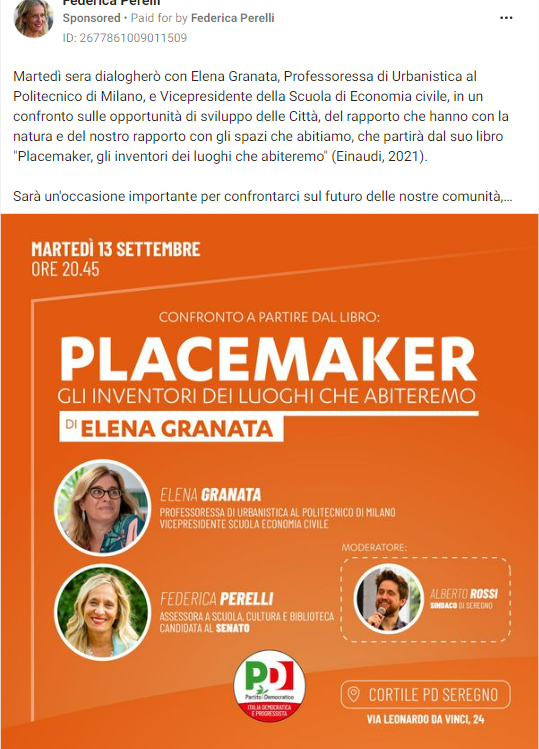 Federica Perelli
Sponsored • Paid for by Federica Perelli
ID: 2677861009011509
Martedì sera dialogherò con Elena Granata, Professoressa di Urbanistica al
Politecnico di Milano, e Vicepresidente della Scuola di Economia civile, in un
confronto sulle opportunità di sviluppo delle Città, del rapporto che hanno con la
natura e del nostro rapporto con gli spazi che abitiamo, che partirà dal suo libro
"Placemaker, gli inventori dei luoghi che abiteremo" (Einaudi, 2021).
Sarà un'occasione importante per confrontarci sul futuro delle nostre comunità,...
MARTEDÌ 13 SETTEMBRE
ORE 20.45
CONFRONTO A PARTIRE DAL LIBRO:
PLACEMAKER
GLI INVENTORI DEI LUOGHI CHE ABITEREMO
DI ELENA GRANATA
ELENA GRANATA
PROFESSORESSA DI URBANISTICA AL POLITECNICO DI MILANO
VICEPRESIDENTE SCUOLA ECONOMIA CIVILE
FEDERICA PERELLI
ASSESSORA A SCUOLA, CULTURA E BIBLIOTECA
CANDIDATA AL SENATO
MODERATORE:
ALBERTO ROSSI
SINDACO DI SEREGNO
PD
Partito Democratico
ITALIA DEMOCRATICA
E PROGRESSISTA
CORTILE PD SEREGNO
VIA LEONARDO DA VINCI, 24